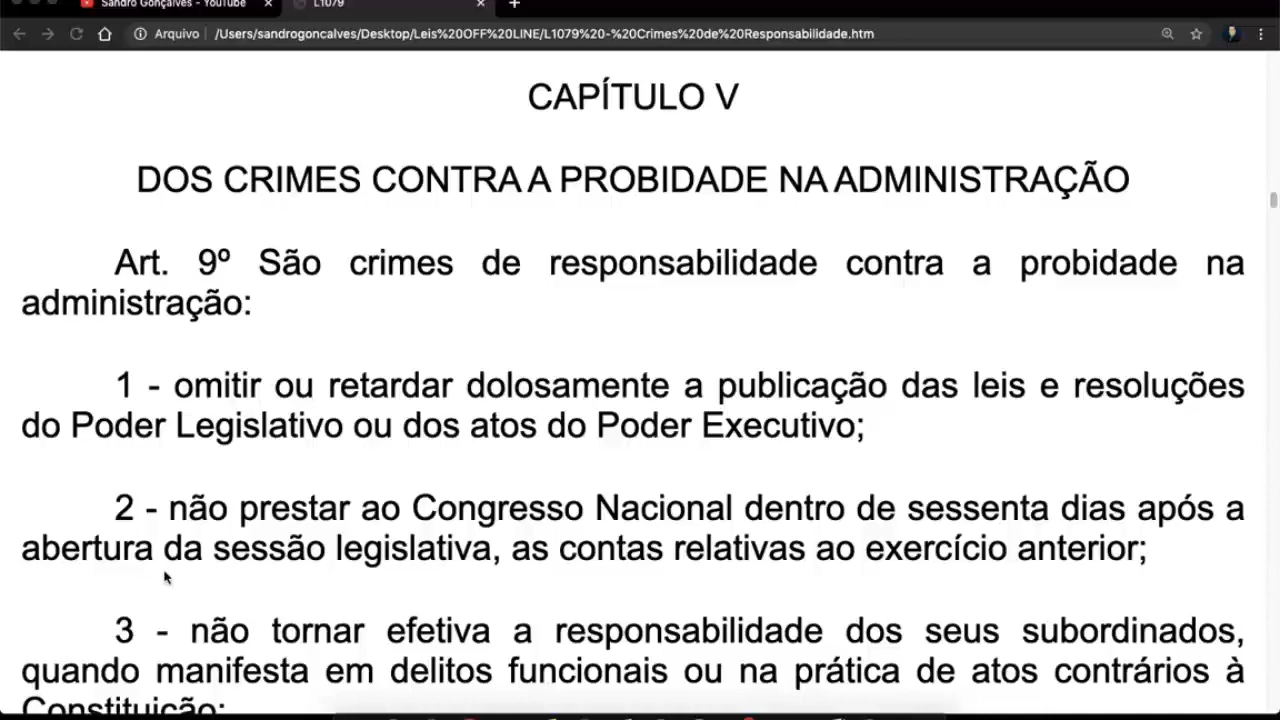 Sandro Gonçalves - YouTube
L1079
Arquivo
/Users/sandrogoncalves/Desktop/Leis%20OFF%20LINE/L1079%20-%20Crimes%20de%20Responsabilidade.htm
CAPÍTULO V
DOS CRIMES CONTRA A PROBIDADE NA ADMINISTRAÇÃO
Art. 9º São crimes de responsabilidade contra a probidade na
administração:
1 - omitir ou retardar dolosamente a publicação das leis e resoluções
do Poder Legislativo ou dos atos do Poder Executivo;
2 - não prestar ao Congresso Nacional dentro de sessenta dias após a
abertura da sessão legislativa, as contas relativas ao exercício anterior;
3 - não tornar efetiva a responsabilidade dos seus subordinados,
quando manifesta em delitos funcionais ou na prática de atos contrários à
Constituição;